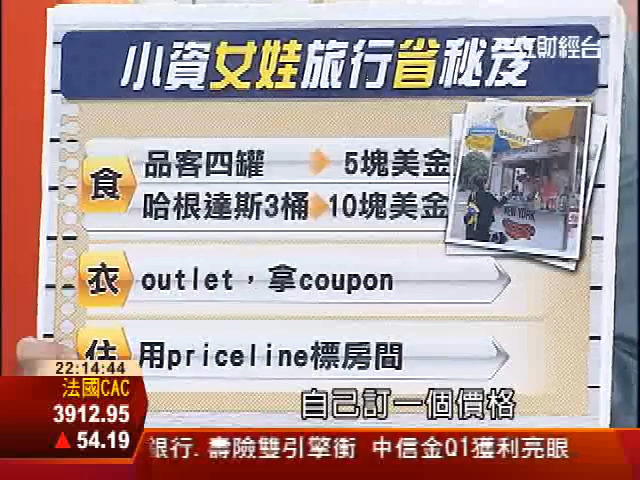 小資女娃旅行省秘笈
財經台
食
品客四罐 5塊美金
哈根達斯3桶 10塊美金
NEW YORK
衣
outlet，拿coupon
住
用priceline標房間
自己訂一個價格
22:14:44
法國CAC
3912.95
▲54.19
銀行．壽險雙引擎衝 中信金Q1獲利亮眼